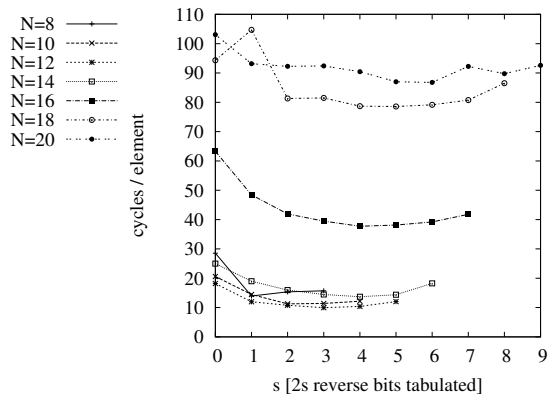 N=8
N=10
N=12
N=14
N=16
N=18
N=20
cycles / element
110
100
90
80
70
60
50
40
30
20
10
0
0 1 2 3 4 5 6 7 8 9
s [2s reverse bits tabulated]